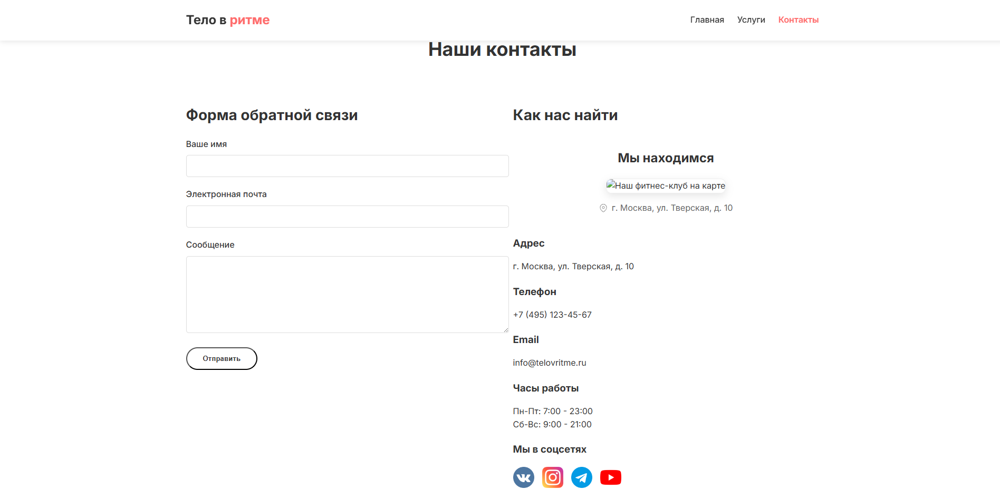 Тело в ритме
Главная Услуги Контакты
Наши контакты
Форма обратной связи
Ваше имя
Электронная почта
Сообщение
Отправить
Как нас найти
Мы находимся
Наш фитнес-клуб на карте
г. Москва, ул. Тверская, д. 10
Адрес
г. Москва, ул. Тверская, д. 10
Телефон
+7 (495) 123-45-67
Email
info@telovritme.ru
Часы работы
Пн-Пт: 7:00 - 23:00
Сб-Вс: 9:00 - 21:00
Мы в соцсетях